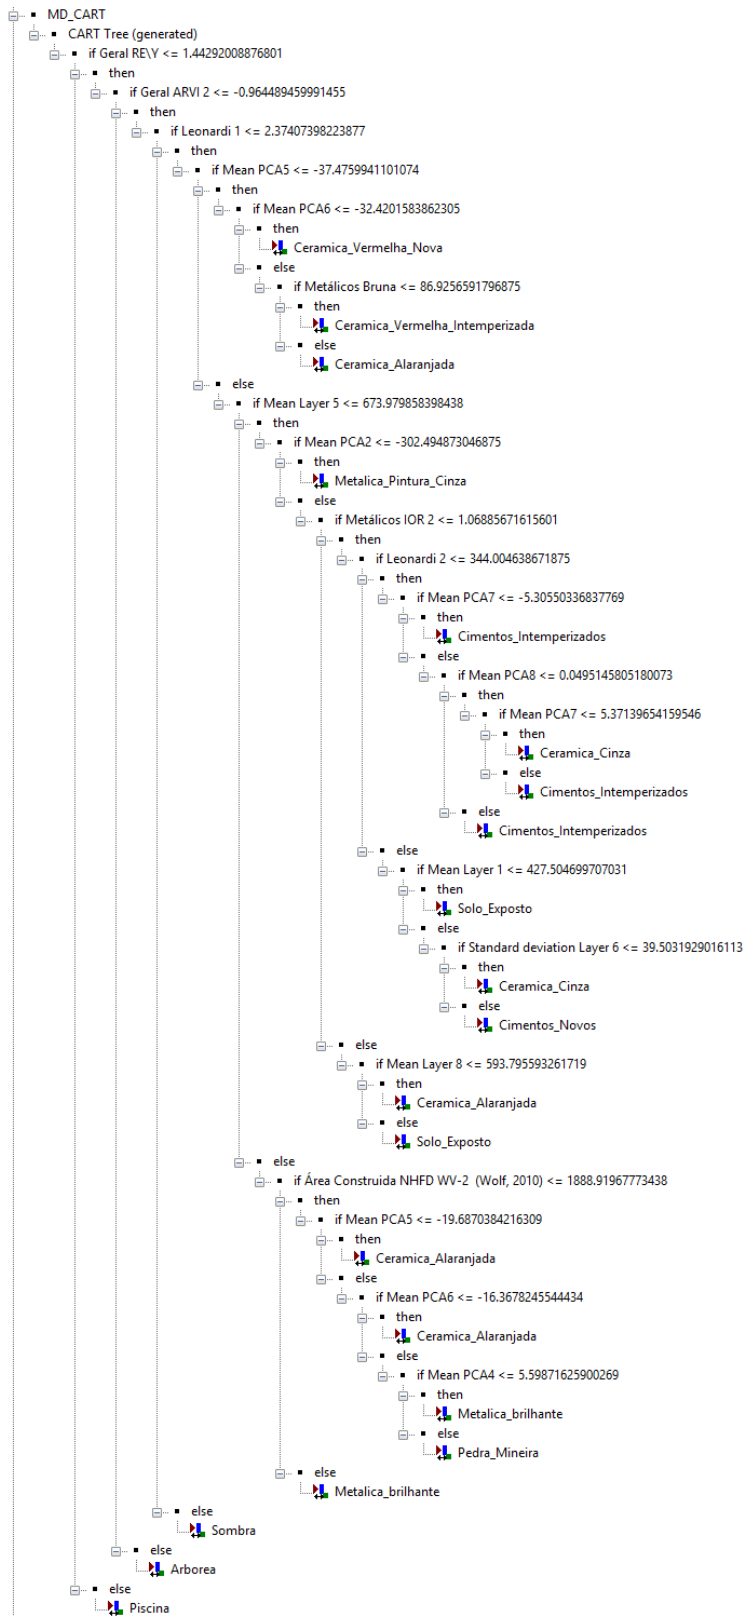 MD_CART
CART Tree (generated)
if Geral RE\Y <= 1.44292008876801
then
if Geral ARVI 2 <= -0.964489459991455
then
if Leonardi 1 <= 2.37407398223877
then
if Mean PCA5 <= -37.4759941101074
then
if Mean PCA6 <= -32.4201583862305
then
Ceramica_Vermelha_Nova
else
if Metálicos Bruna <= 86.9256591796875
then
Ceramica_Vermelha_Intemperizada
else
Ceramica_Alaranjada
else
if Mean Layer 5 <= 673.979858398438
then
if Mean PCA2 <= -302.494873046875
then
Metalica_Pintura_Cinza
else
if Metálicos IOR 2 <= 1.06885671615601
then
if Leonardi 2 <= 344.004638671875
then
if Mean PCA7 <= -5.30550336837769
then
Cimentos_Intemperizados
else
if Mean PCA8 <= 0.0495145805180073
then
if Mean PCA7 <= 5.37139654159546
then
Ceramica_Cinza
else
Cimentos_Intemperizados
else
Cimentos_Intemperizados
else
if Mean Layer 1 <= 427.504699707031
then
Solo_Exposto
else
if Standard deviation Layer 6 <= 39.5031929016113
then
Ceramica_Cinza
else
Cimentos_Novos
else
if Mean Layer 8 <= 593.795593261719
then
Ceramica_Alaranjada
else
Solo_Exposto
else
if Área Construida NHFD WV-2 (Wolf, 2010) <= 1888.91967773438
then
if Mean PCA5 <= -19.6870384216309
then
Ceramica_Alaranjada
else
if Mean PCA6 <= -16.3678245544434
then
Ceramica_Alaranjada
else
if Mean PCA4 <= 5.59871625900269
then
Metalica_brilhante
else
Pedra_Mineira
else
Metalica_brilhante
else
Sombra
else
Arborea
else
Piscina